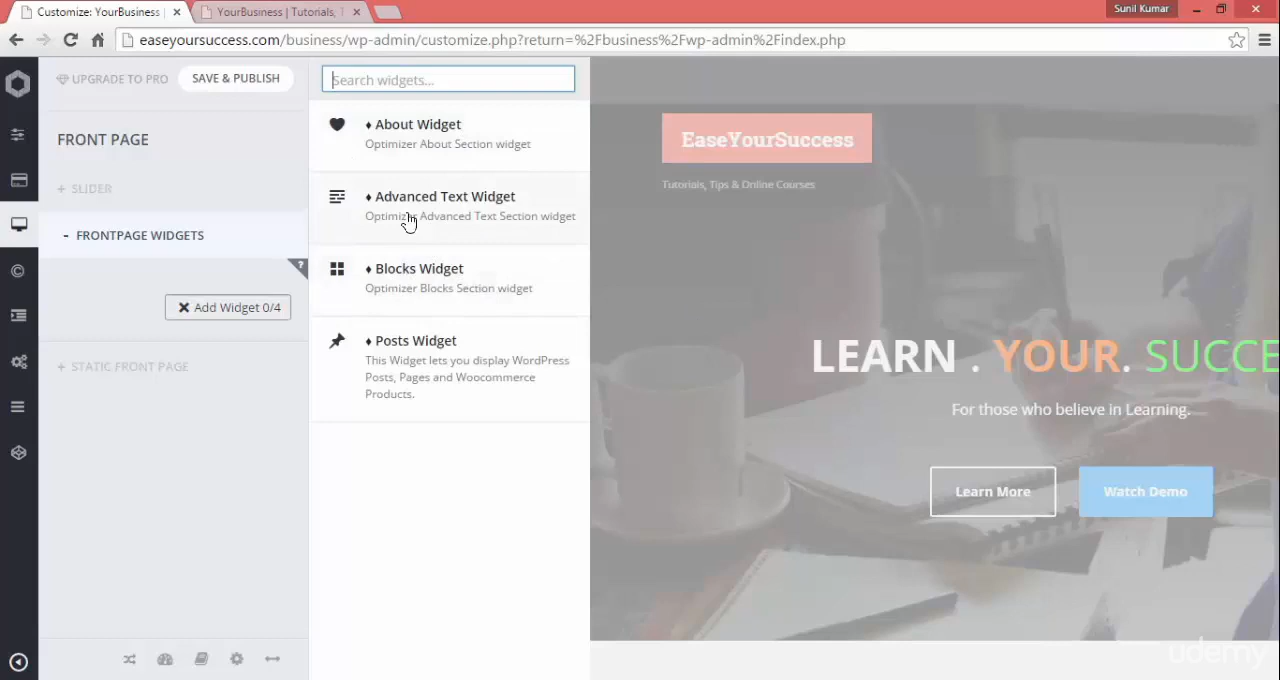 Customize: YourBusiness |
YourBusiness | Tutorials, T
Sunil Kumar
easeyoursuccess.com/business/wp-admin/customize.php?return=%2Fbusiness%2Fwp-admin%2Findex.php
UPGRADE TO PRO
SAVE & PUBLISH
FRONT PAGE
+ SLIDER
- FRONTPAGE WIDGETS
?
Add Widget 0/4
+ STATIC FRONT PAGE
Search widgets...
♦ About Widget
Optimizer About Section widget
♦ Advanced Text Widget
Optimizer Advanced Text Section widget
♦ Blocks Widget
Optimizer Blocks Section widget
♦ Posts Widget
This Widget lets you display WordPress
Posts, Pages and Woocommerce
Products.
EaseYourSuccess
Tutorials, Tips & Online Courses
LEARN . YOUR. SUCCE
For those who believe in Learning.
Learn More
Watch Demo
udemy